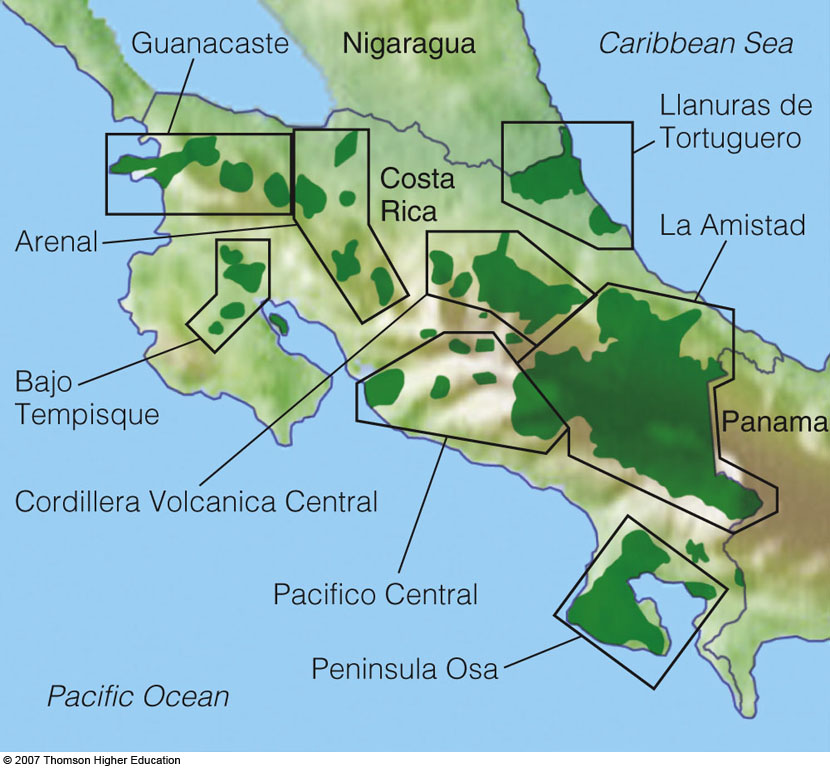 Guanacaste
Nigaragua
Caribbean Sea
Llanuras de
Tortuguero
Costa
Rica
La Amistad
Arenal
Bajo
Tempisque
Panama
Cordillera Volcanica Central
Pacifico Central
Peninsula Osa
Pacific Ocean
© 2007 Thomson Higher Education